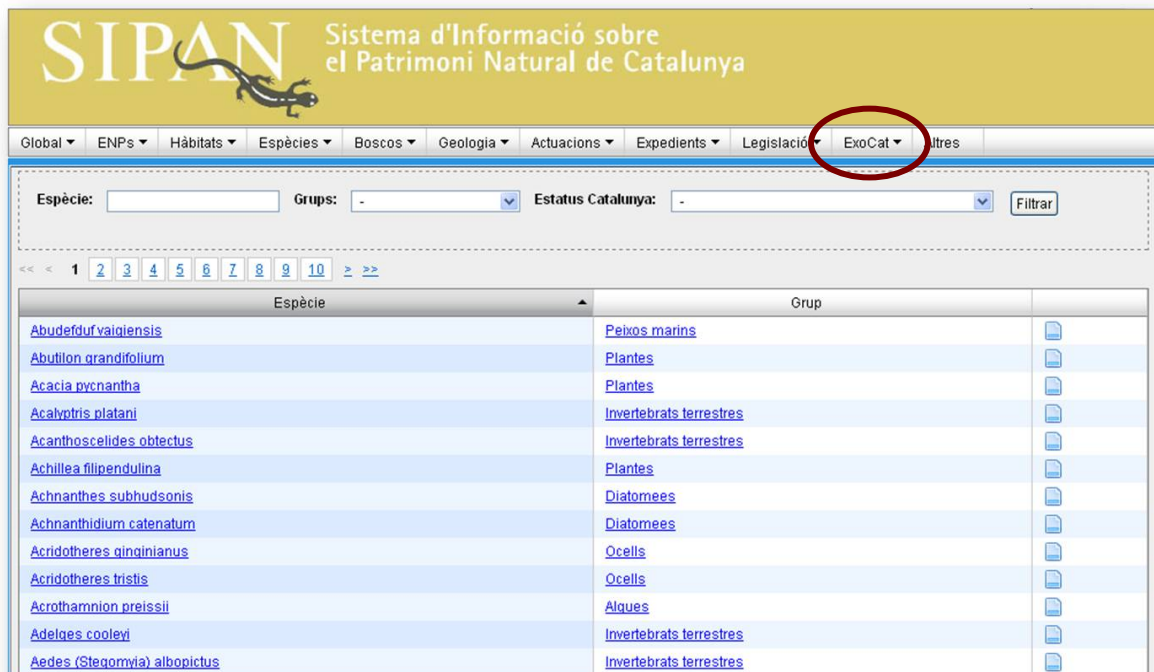 SIPAN
Sistema d'Informació sobre
el Patrimoni Natural de Catalunya
Global ENPs Hàbitats Espècies Boscos Geologia Actuacions Expedients Legislació ExoCat Altres
Espècie: Grups: - Estatus Catalunya: - Filtrar
<< < 1 2 3 4 5 6 7 8 9 10 > >>
Espècie Grup
Abudefduf vaigiensis Peixos marins
Abutilon grandifolium Plantes
Acacia pycnantha Plantes
Acalyptris platani Invertebrats terrestres
Acanthoscelides obtectus Invertebrats terrestres
Achillea filipendulina Plantes
Achnanthes subhudsonis Diatomees
Achnanthidium catenatum Diatomees
Acridotheres ginginianus Ocells
Acridotheres tristis Ocells
Acrothamnion preissii Algues
Adelges cooleyi Invertebrats terrestres
Aedes (Stegomyia) albopictus Invertebrats terrestres